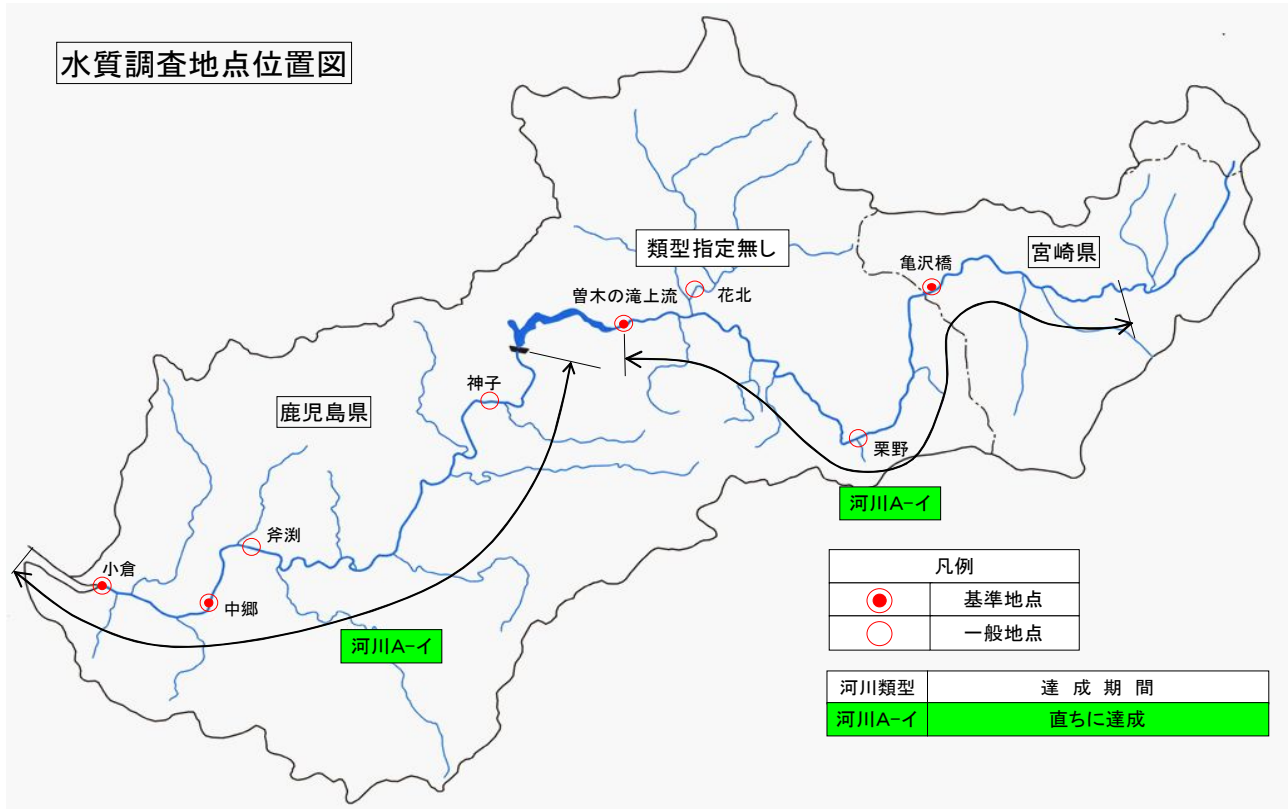 水質調査地点位置図
類型指定無し
宮崎県
亀沢橋
曽木の滝上流
花北
神子
鹿児島県
栗野
河川A-イ
斧渕
小倉
中郷
河川A-イ
凡例
基準地点
一般地点
河川類型 達成期間
河川A-イ 直ちに達成